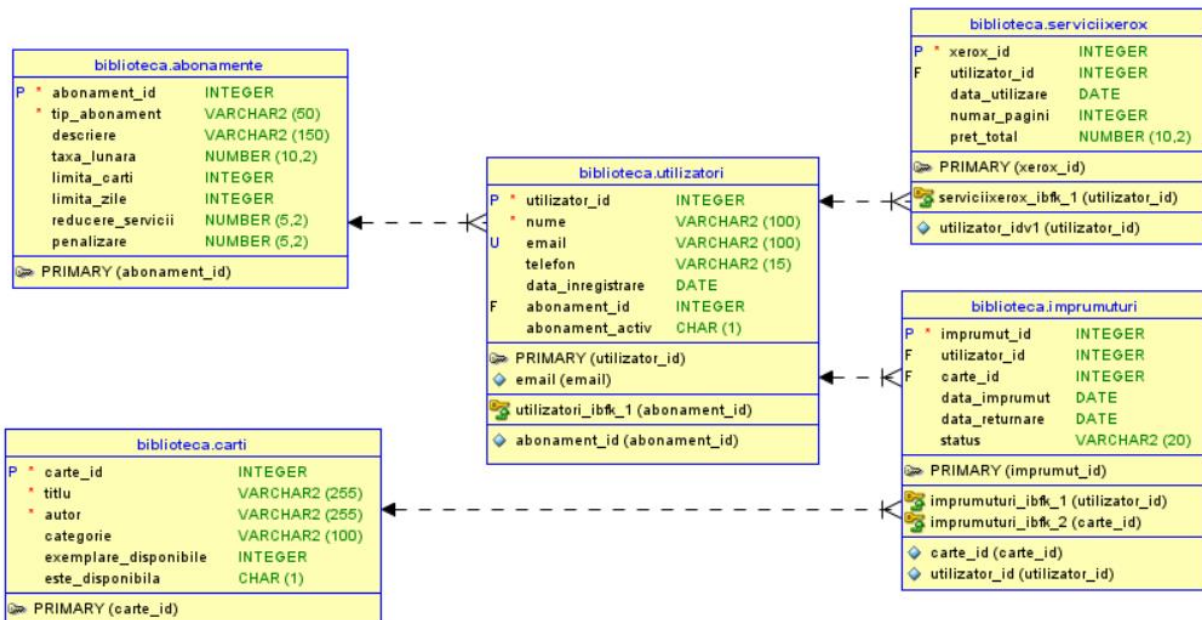 biblioteca.abonamente
P * abonament_id INTEGER
* tip_abonament VARCHAR2 (50)
descriere VARCHAR2 (150)
taxa_lunara NUMBER (10,2)
limita_carti INTEGER
limita_zile INTEGER
reducere_servicii NUMBER (5,2)
penalizare NUMBER (5,2)
PRIMARY (abonament_id)
biblioteca.utilizatori
P * utilizator_id INTEGER
* nume VARCHAR2 (100)
U email VARCHAR2 (100)
telefon VARCHAR2 (15)
data_inregistrare DATE
F abonament_id INTEGER
abonament_activ CHAR (1)
PRIMARY (utilizator_id)
email (email)
utilizatori_ibfk_1 (abonament_id)
abonament_id (abonament_id)
biblioteca.serviciixerox
P * xerox_id INTEGER
F utilizator_id INTEGER
data_utilizare DATE
numar_pagini INTEGER
pret_total NUMBER (10,2)
PRIMARY (xerox_id)
serviciixerox_ibfk_1 (utilizator_id)
utilizator_idv1 (utilizator_id)
biblioteca.imprumuturi
P * imprumut_id INTEGER
F utilizator_id INTEGER
F carte_id INTEGER
data_imprumut DATE
data_returnare DATE
status VARCHAR2 (20)
PRIMARY (imprumut_id)
imprumuturi_ibfk_1 (utilizator_id)
imprumuturi_ibfk_2 (carte_id)
carte_id (carte_id)
utilizator_id (utilizator_id)
biblioteca.carti
P * carte_id INTEGER
* titlu VARCHAR2 (255)
* autor VARCHAR2 (255)
categorie VARCHAR2 (100)
exemplare_disponibile INTEGER
este_disponibila CHAR (1)
PRIMARY (carte_id)